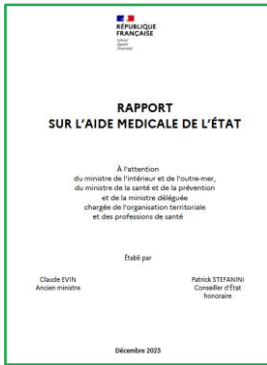 RÉPUBLIQUE
FRANÇAISE
RAPPORT
SUR L'AIDE MEDICALE DE L'ÉTAT
À l'attention
du ministre de l'intérieur et de l'outre-mer,
du ministre de la santé et de la prévention
et de la ministre déléguée
chargée de l'organisation territoriale
et des professions de santé
Établi par
Claude EVIN
Ancien ministre
Patrick STEFANINI
Conseiller d'État
honoraire
Décembre 2023